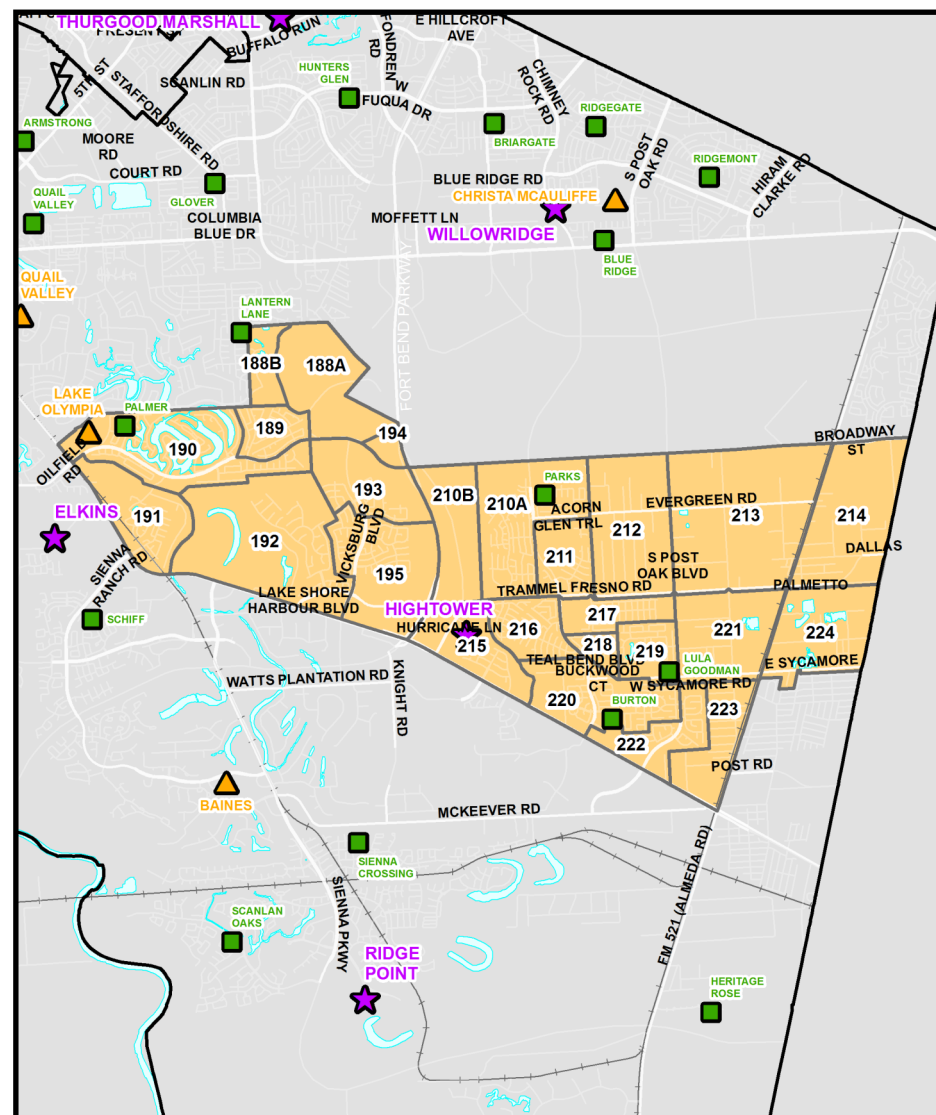 THURGOOD MARSHALL
E HILLCROFT
AVE
PRESENT ST
BUFFALO RUN
FONDREN
RD
W
FUQUA DR
5TH ST
SCANLIN RD
STAFFORDSHIRE RD
HUNTERS
GLEN
CHIMNEY
ROCK RD
RIDGEGATE
BRIARGATE
ARMSTRONG
MOORE
RD
COURT RD
S POST
OAK RD
RIDGEMONT
HIRAM
CLARKE RD
BLUE RIDGE RD
CHRISTA MCAULIFFE
QUAIL
VALLEY
GLOVER
COLUMBIA
BLUE DR
MOFFETT LN
WILLOWRIDGE
BLUE
RIDGE
QUAIL
VALLEY
LANTERN
LANE
FORT BEND PARKWAY
188B
188A
LAKE
OLYMPIA
PALMER
189
194
190
OILFIELD
RD
BROADWAY
ST
193
210B
210A
PARKS
ACORN
GLEN TRL
EVERGREEN RD
213
214
191
192
VICKSBURG
BLVD
211
212
ELKINS
SIENNA
RANCH RD
195
S POST
OAK BLVD
DALLAS
TRAMMEL FRESNO RD
PALMETTO
LAKE SHORE
HARBOUR BLVD
HIGHTOWER
HURRICANE LN
215
216
217
218
219
221
224
SCHIFF
TEAL BEND BLVD
BUCKWOOD
CT
LULA
GOODMAN
E SYCAMORE
W SYCAMORE RD
WATTS PLANTATION RD
KNIGHT RD
220
BURTON
223
222
POST RD
BAINES
MCKEEVER RD
SIENNA
CROSSING
FM 521 (ALMEDA RD)
SIENNA PKWY
SCANLAN
OAKS
RIDGE
POINT
HERITAGE
ROSE